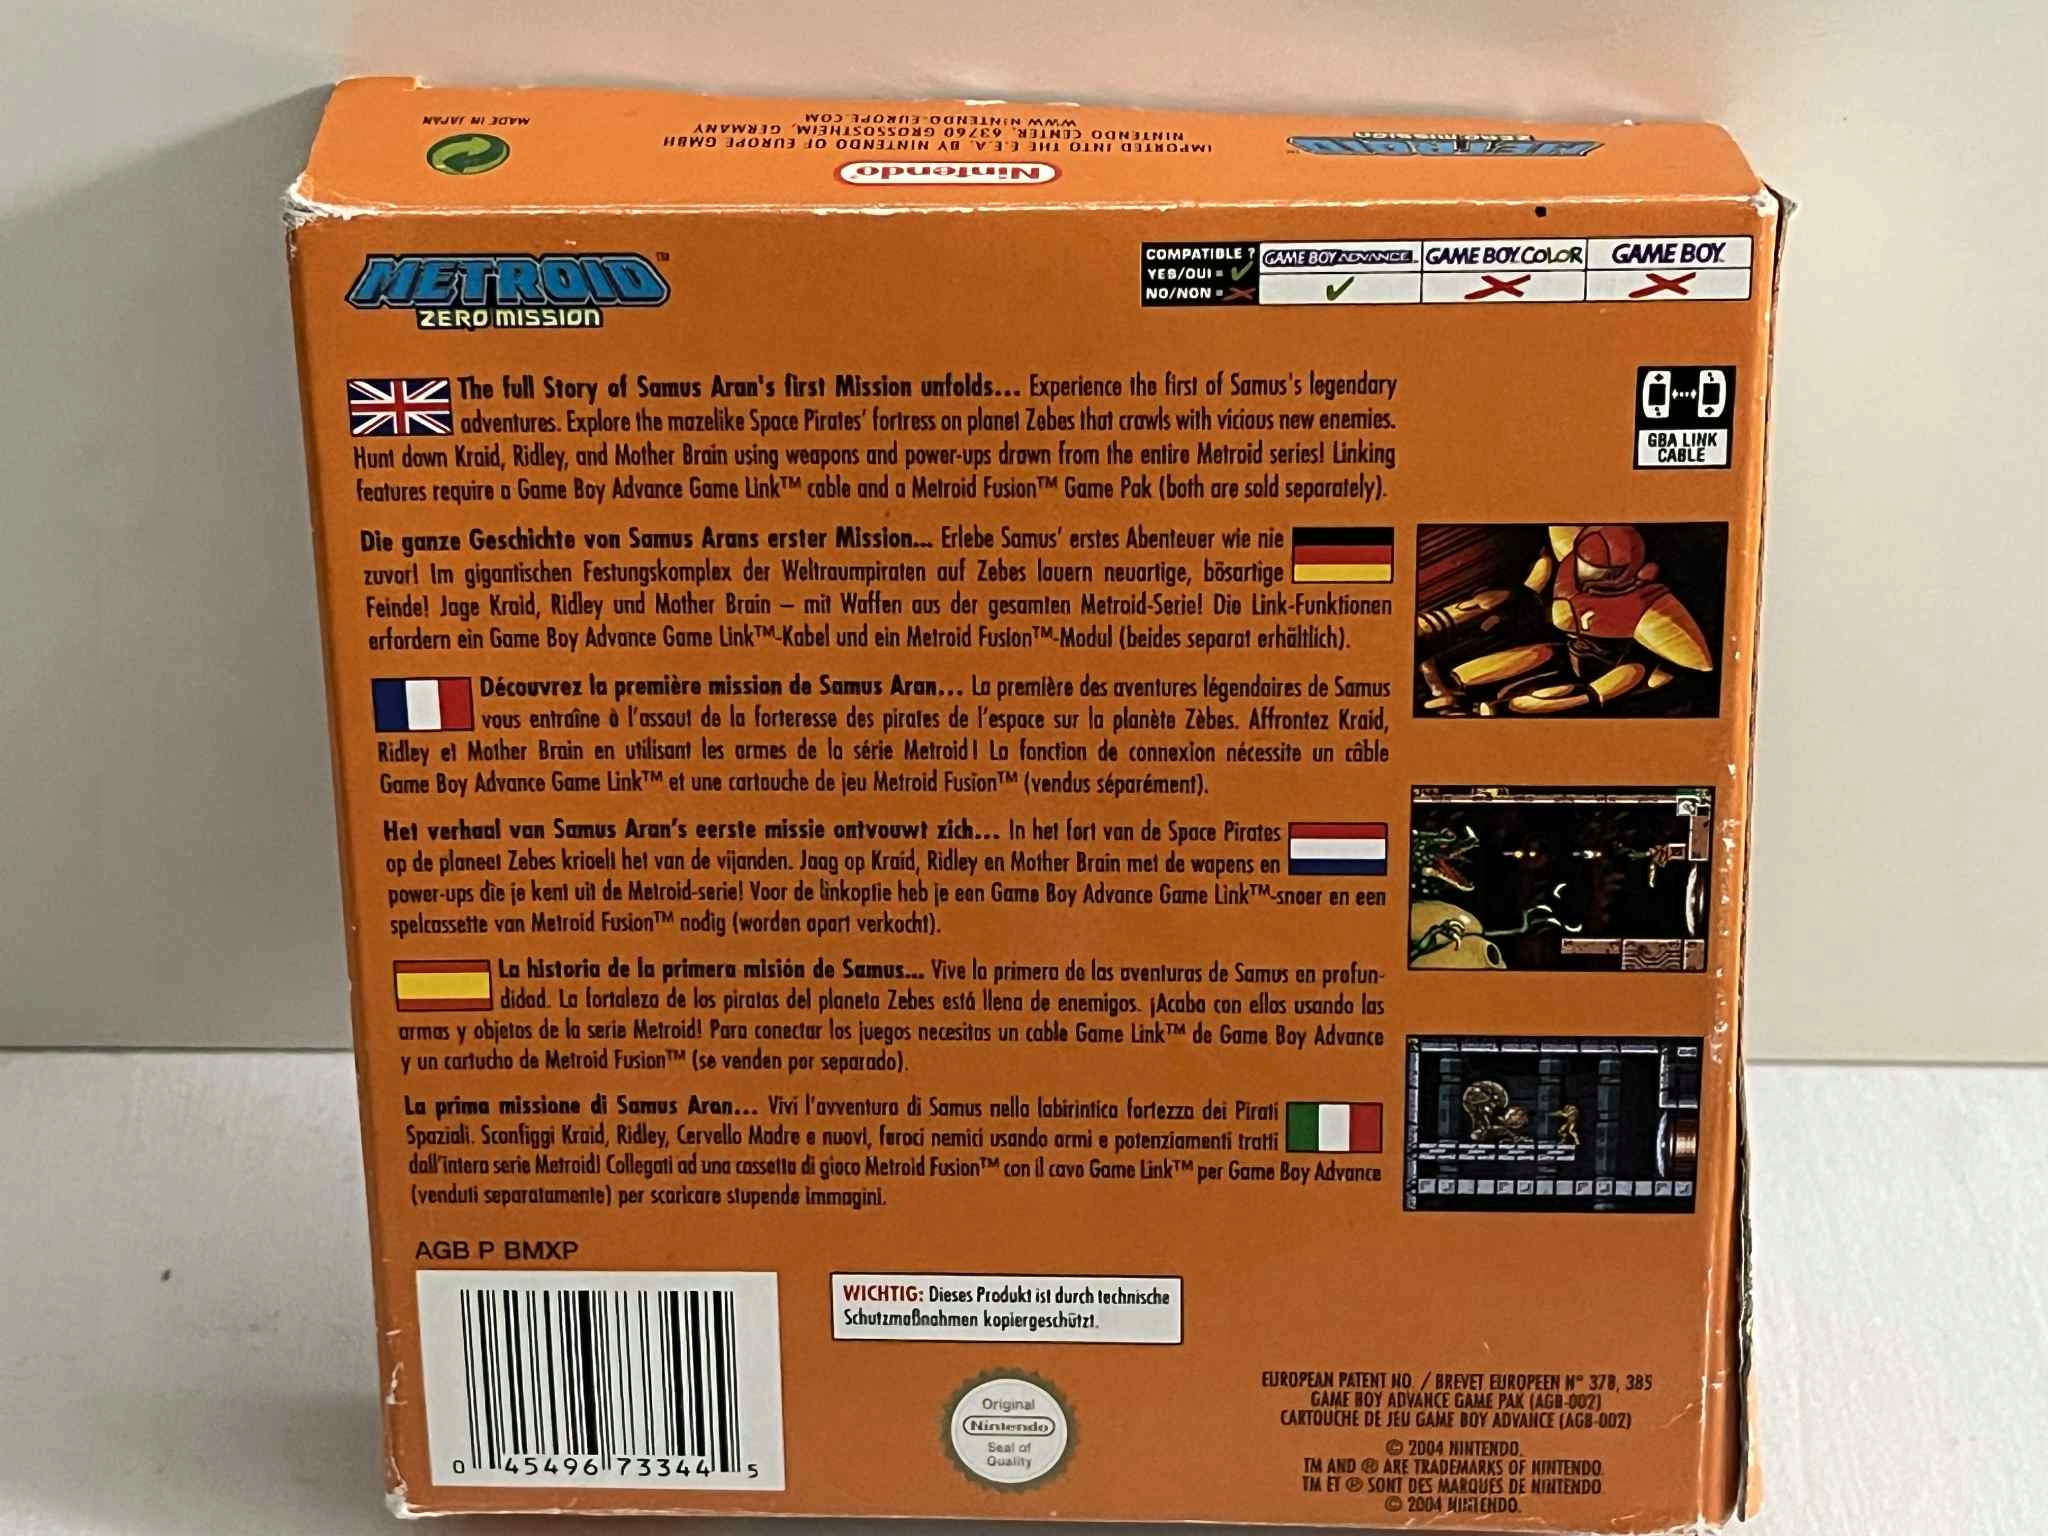 MADE IN JAPAN
IMPORTED INTO THE E.E.A. BY NINTENDO OF EUROPE GMBH
NINTENDO CENTER, 63760 GROSSOSTHEIM, GERMANY
WWW.NINTENDO-EUROPE.COM
Nintendo
METROID™
ZERO MISSION
METROID™
ZERO MISSION
COMPATIBLE ? GAME BOY ADVANCE GAME BOY COLOR GAME BOY
YES/OUI =
NO/NON =
GBA LINK
CABLE
The full Story of Samus Aran's first Mission unfolds... Experience the first of Samus's legendary
adventures. Explore the mazelike Space Pirates' fortress on planet Zebes that crawls with vicious new enemies.
Hunt down Kraid, Ridley, and Mother Brain using weapons and power-ups drawn from the entire Metroid series! Linking
features require a Game Boy Advance Game Link™ cable and a Metroid Fusion™ Game Pak (both are sold separately).
Die ganze Geschichte von Samus Arans erster Mission... Erlebe Samus' erstes Abenteuer wie nie
zuvor! Im gigantischen Festungskomplex der Weltraumpiraten auf Zebes lauern neuartige, bösartige
Feinde! Jage Kraid, Ridley und Mother Brain – mit Waffen aus der gesamten Metroid-Serie! Die Link-Funktionen
erfordern ein Game Boy Advance Game Link™-Kabel und ein Metroid Fusion™-Modul (beides separat erhältlich).
Découvrez la première mission de Samus Aran... La première des aventures légendaires de Samus
vous entraîne à l'assaut de la forteresse des pirates de l'espace sur la planète Zèbes. Affrontez Kraid,
Ridley et Mother Brain en utilisant les armes de la série Metroid ! La fonction de connexion nécessite un câble
Game Boy Advance Game Link™ et une cartouche de jeu Metroid Fusion™ (vendus séparément).
Het verhaal van Samus Aran's eerste missie ontvouwt zich... In het fort van de Space Pirates
op de planeet Zebes krioelt het van de vijanden. Jaag op Kraid, Ridley en Mother Brain met de wapens en
power-ups die je kent uit de Metroid-serie! Voor de linkoptie heb je een Game Boy Advance Game Link™-snoer en een
spelcassette van Metroid Fusion™ nodig (worden apart verkocht).
La historia de la primera misión de Samus... Vive la primera de las aventuras de Samus en profun-
didad. La fortaleza de los piratas del planeta Zebes está llena de enemigos. ¡Acaba con ellos usando las
armas y objetos de la serie Metroid! Para conectar los juegos necesitas un cable Game Link™ de Game Boy Advance
y un cartucho de Metroid Fusion™ (se venden por separado).
La prima missione di Samus Aran... Vivi l'avventura di Samus nella labirintica fortezza dei Pirati
Spaziali. Sconfiggi Kraid, Ridley, Cervello Madre e nuovi, feroci nemici usando armi e potenziamenti tratti
dall'intera serie Metroid! Collegati ad una cassetta di gioco Metroid Fusion™ con il cavo Game Link™ per Game Boy Advance
(venduti separatamente) per scaricare stupende immagini.
AGB P BMXP
0 45496 73344 5
WICHTIG: Dieses Produkt ist durch technische
Schutzmaßnahmen kopiergeschützt.
Original
Nintendo
Seal of
Quality
EUROPEAN PATENT NO. / BREVET EUROPEEN N° 378, 385
GAME BOY ADVANCE GAME PAK (AGB-002)
CARTOUCHE DE JEU GAME BOY ADVANCE (AGB-002)
© 2004 NINTENDO.
TM AND ® ARE TRADEMARKS OF NINTENDO.
TM ET ® SONT DES MARQUES DE NINTENDO
© 2004 NINTENDO.